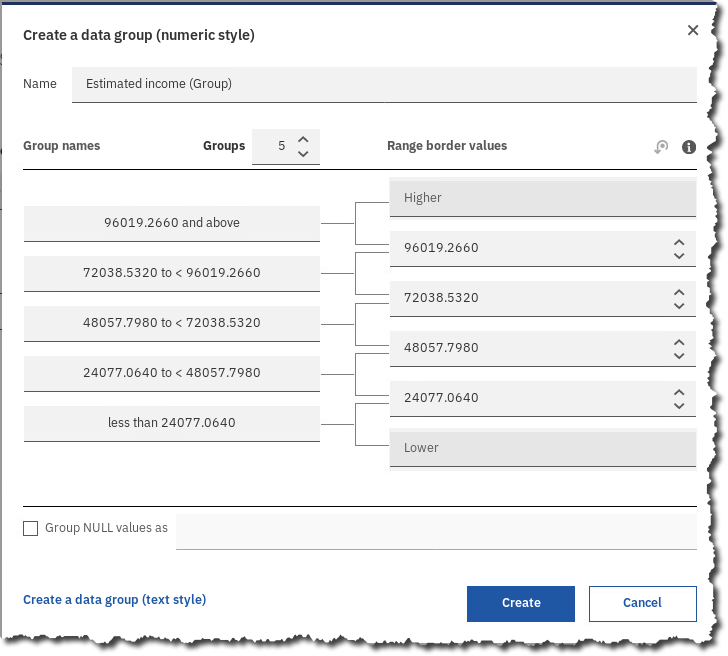 Create a data group (numeric style)
Name Estimated income (Group)
Group names Groups 5 Range border values
Higher
96019.2660 and above
96019.2660
72038.5320 to < 96019.2660
72038.5320
48057.7980 to < 72038.5320
48057.7980
24077.0640 to < 48057.7980
24077.0640
less than 24077.0640
Lower
Group NULL values as
Create a data group (text style) Create Cancel